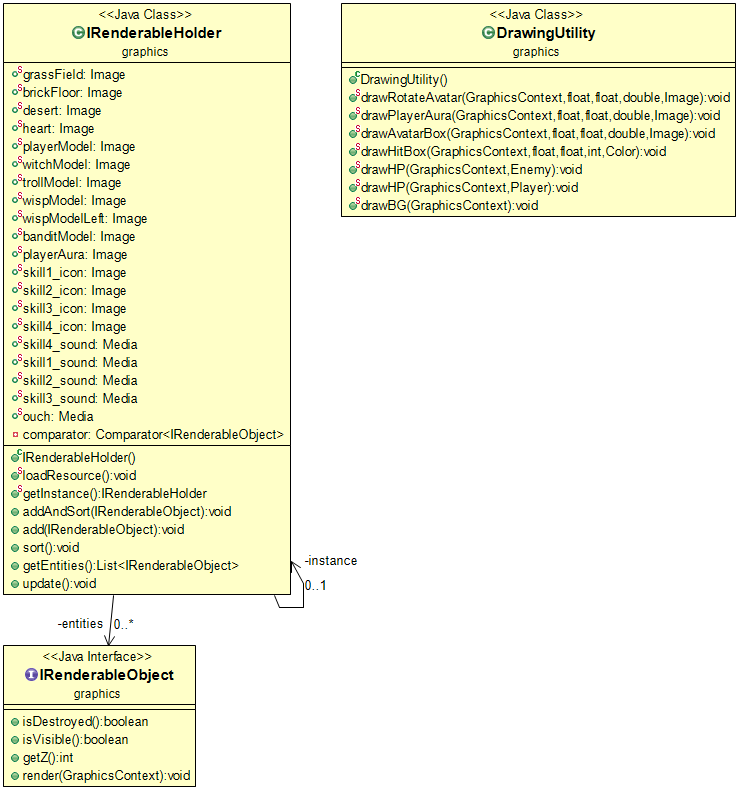 <<Java Class>>
IRenderableHolder
graphics
grassField: Image
brickFloor: Image
desert: Image
heart: Image
playerModel: Image
witchModel: Image
trollModel: Image
wispModel: Image
wispModelLeft: Image
banditModel: Image
playerAura: Image
skill1_icon: Image
skill2_icon: Image
skill3_icon: Image
skill4_icon: Image
skill4_sound: Media
skill1_sound: Media
skill2_sound: Media
skill3_sound: Media
ouch: Media
comparator: Comparator<IRenderableObject>
IRenderableHolder()
loadResource():void
getInstance():IRenderableHolder
addAndSort(IRenderableObject):void
add(IRenderableObject):void
sort():void
getEntities():List<IRenderableObject>
update():void
-instance
0..1
-entities 0..*
<<Java Interface>>
IRenderableObject
graphics
isDestroyed():boolean
isVisible():boolean
getZ():int
render(GraphicsContext):void
<<Java Class>>
DrawingUtility
graphics
DrawingUtility()
drawRotateAvatar(GraphicsContext,float,float,double,Image):void
drawPlayerAura(GraphicsContext,float,float,double,Image):void
drawAvatarBox(GraphicsContext,float,float,double,Image):void
drawHitBox(GraphicsContext,float,float,int,Color):void
drawHP(GraphicsContext,Enemy):void
drawHP(GraphicsContext,Player):void
drawBG(GraphicsContext):void